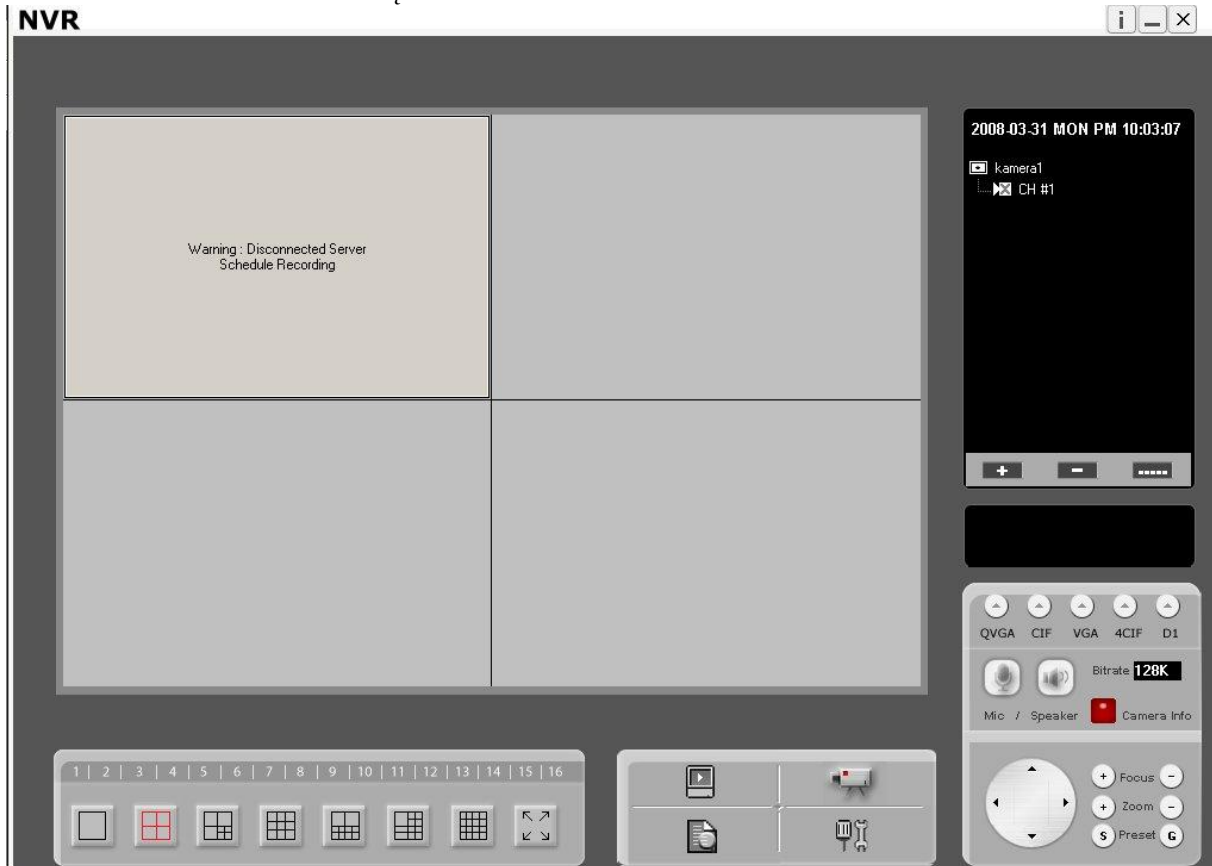 ę
NVR
i
2008-03-31 MON PM 10:03:07
kamera1
CH #1
Warning : Disconnected Server
Schedule Recording
QVGA CIF VGA 4CIF D1
Bitrate 128K
Mic / Speaker Camera Info
1 | 2 | 3 | 4 | 5 | 6 | 7 | 8 | 9 | 10 | 11 | 12 | 13 | 14 | 15 | 16
+ Focus -
+ Zoom -
S Preset G